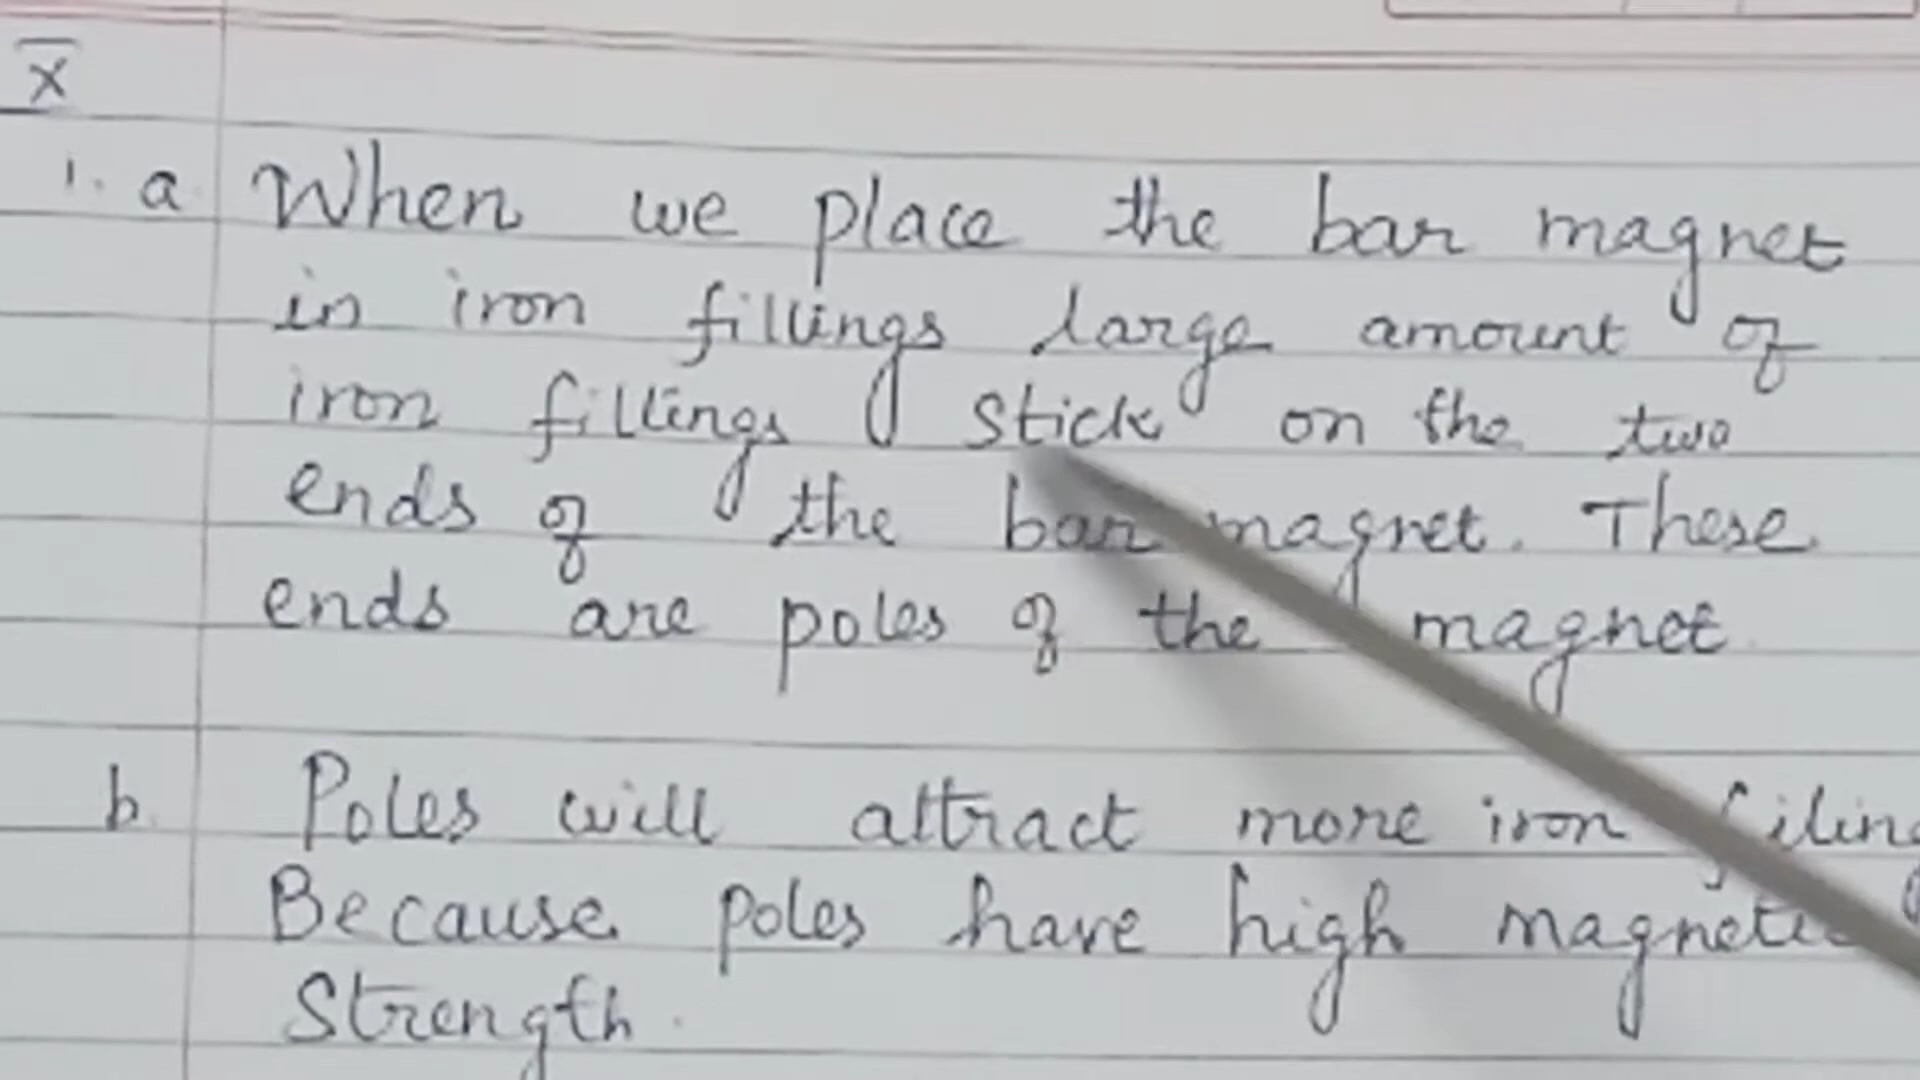 X
1. a When we place the bar magnet
in iron fillings large amount of
iron fillings stick on the two
ends of the bar magnet. These
ends are poles of the magnet.
b. Poles will attract more iron filing
Because poles have high magnetic
Strength.